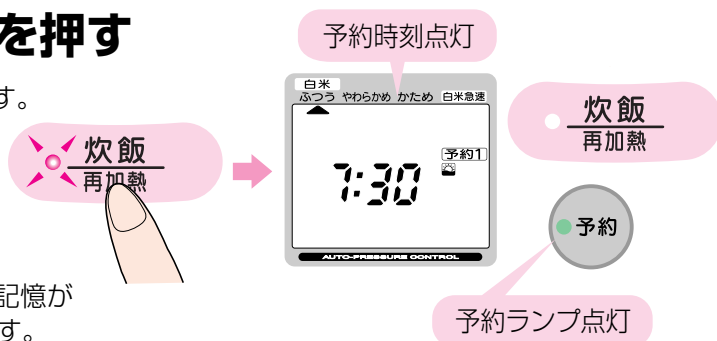 を押す
す。
炊飯
再加熱
記憶が
す。
予約時刻点灯
白米
ふつう やわらかめ かため 白米急速
予約1
7:30
AUTO-PRESSURE CONTROL
炊飯
再加熱
予約
予約ランプ点灯